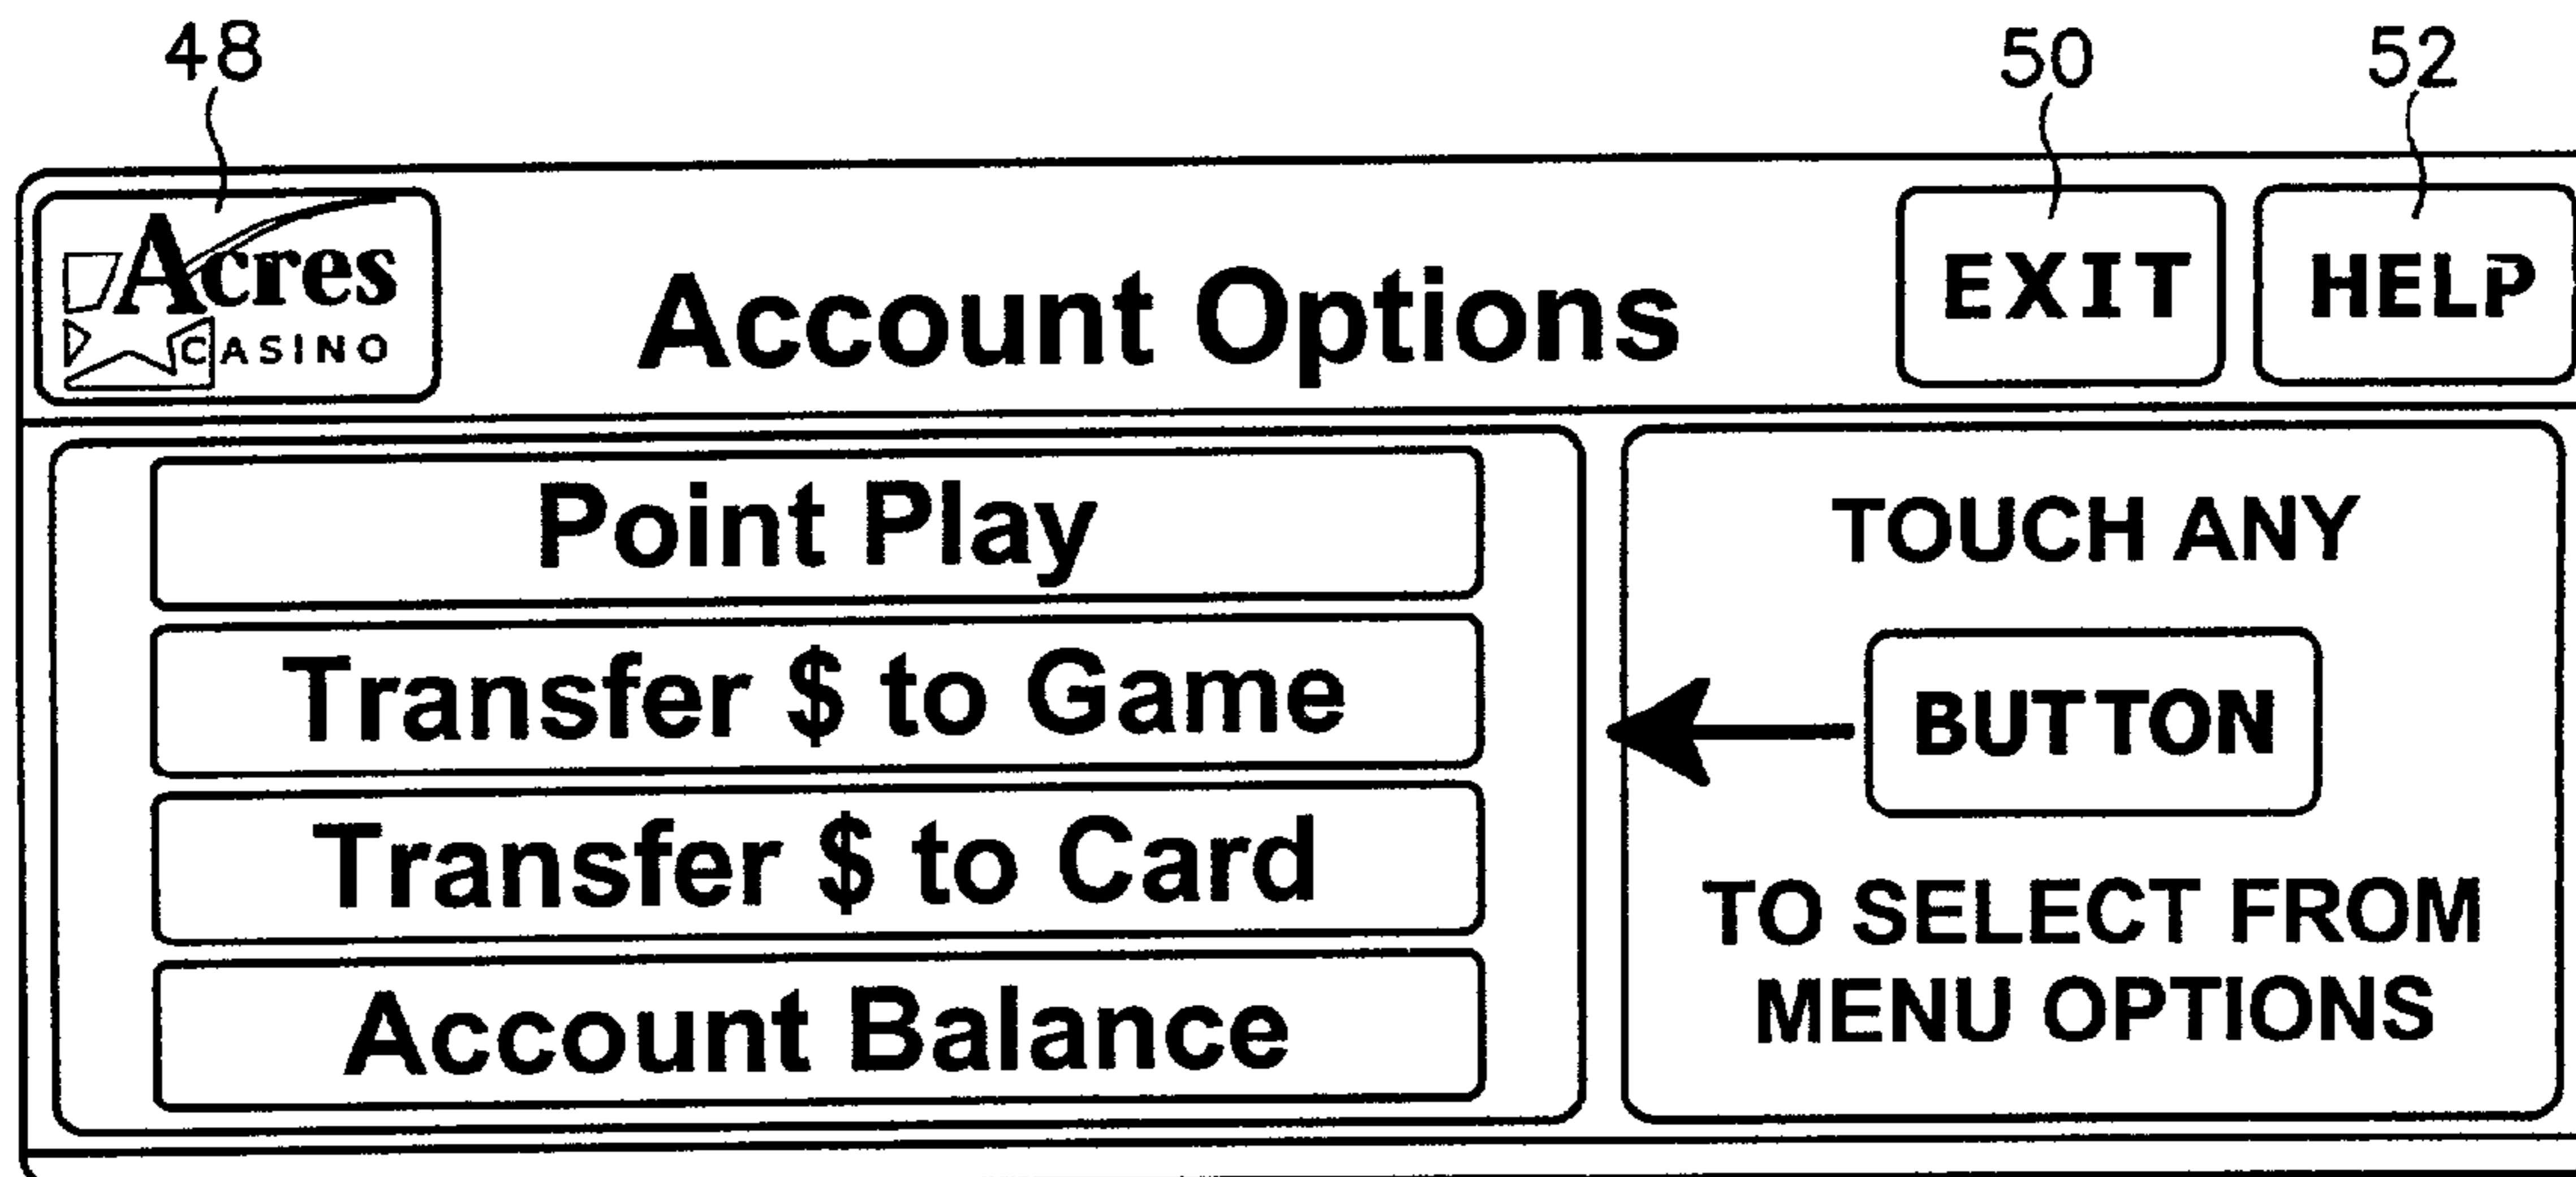 48
50
52
Acres
CASINO
Account Options
EXIT
HELP
Point Play
Transfer $ to Game
Transfer $ to Card
Account Balance
TOUCH ANY
BUTTON
TO SELECT FROM
MENU OPTIONS